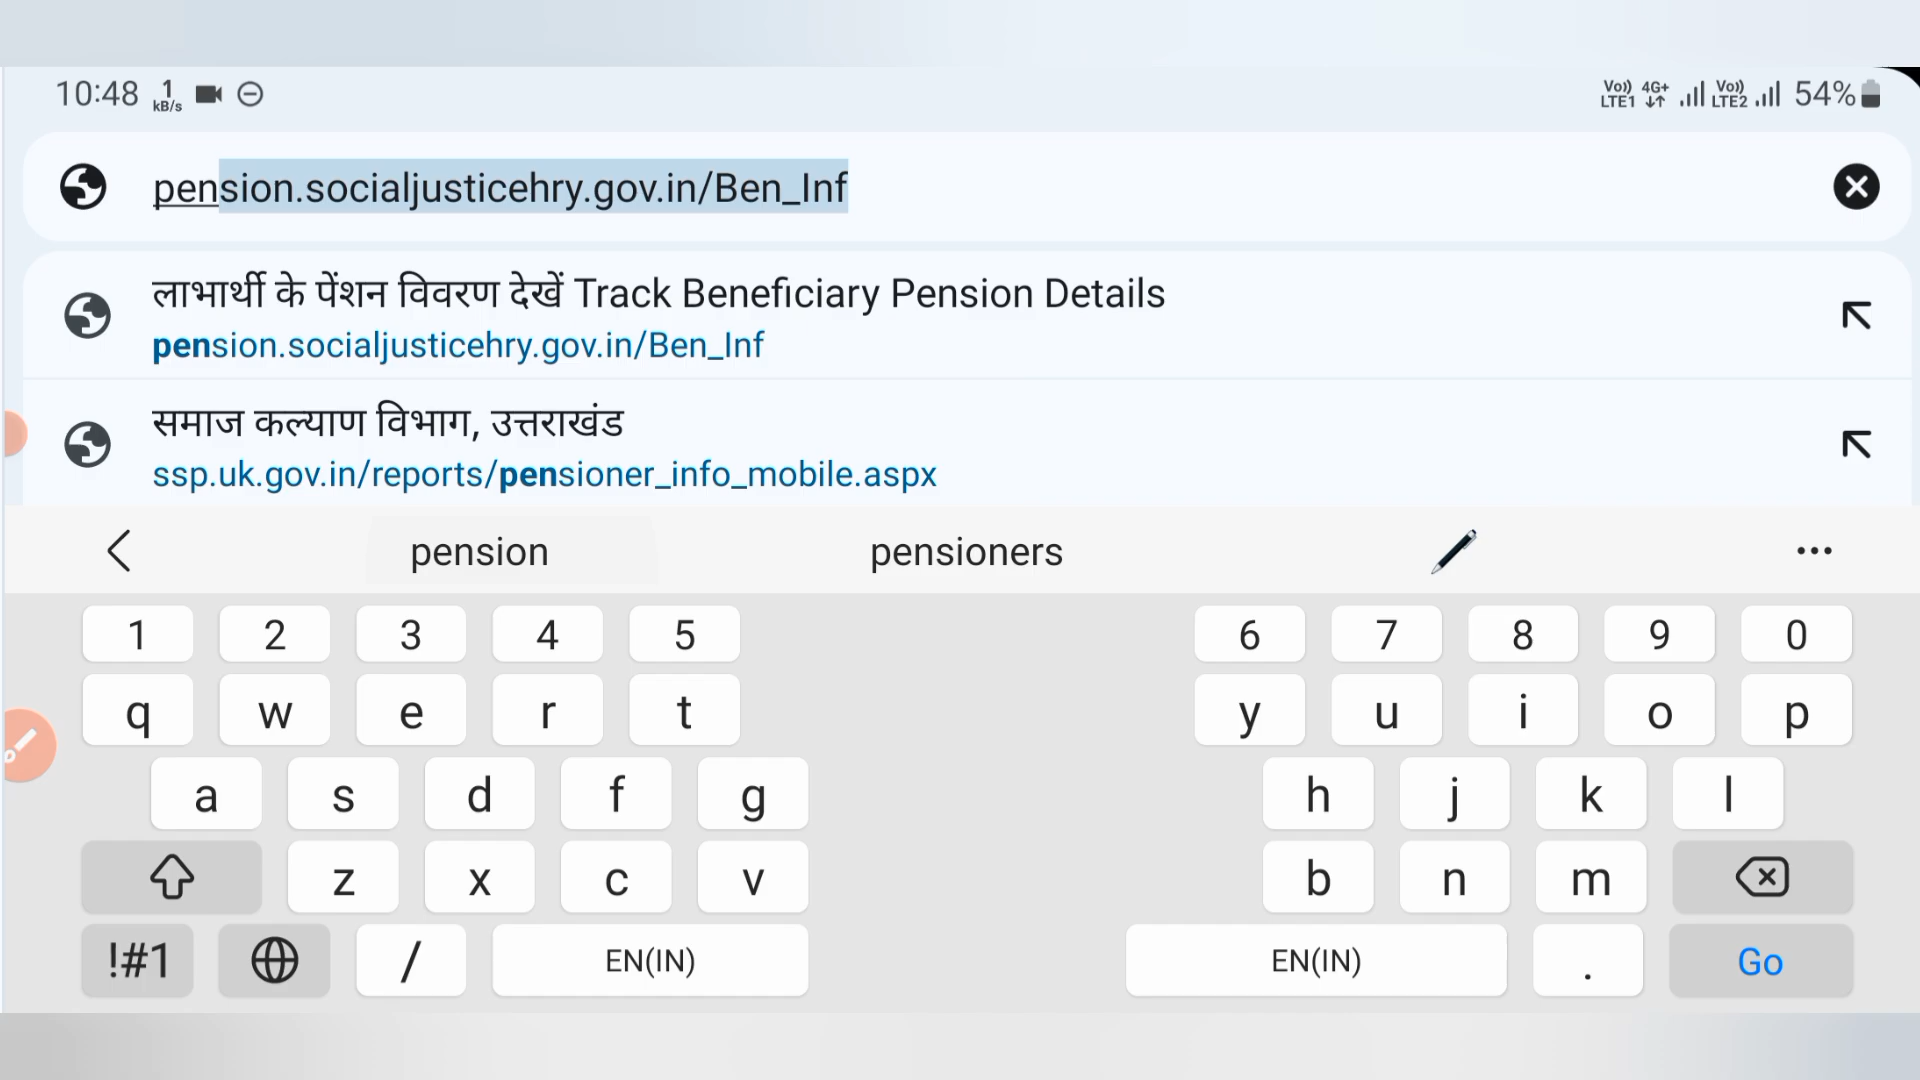 10:48 1 kB/s Vo)) LTE1 4G+ Vo)) LTE2 54%
pension.socialjusticehry.gov.in/Ben_Inf
लाभार्थी के पेंशन विवरण देखें Track Beneficiary Pension Details
pension.socialjusticehry.gov.in/Ben_Inf
समाज कल्याण विभाग, उत्तराखंड
ssp.uk.gov.in/reports/pensioner_info_mobile.aspx
pension pensioners
1 2 3 4 5 6 7 8 9 0
q w e r t y u i o p
a s d f g h j k l
z x c v b n m
!#1 / EN(IN) EN(IN) . Go